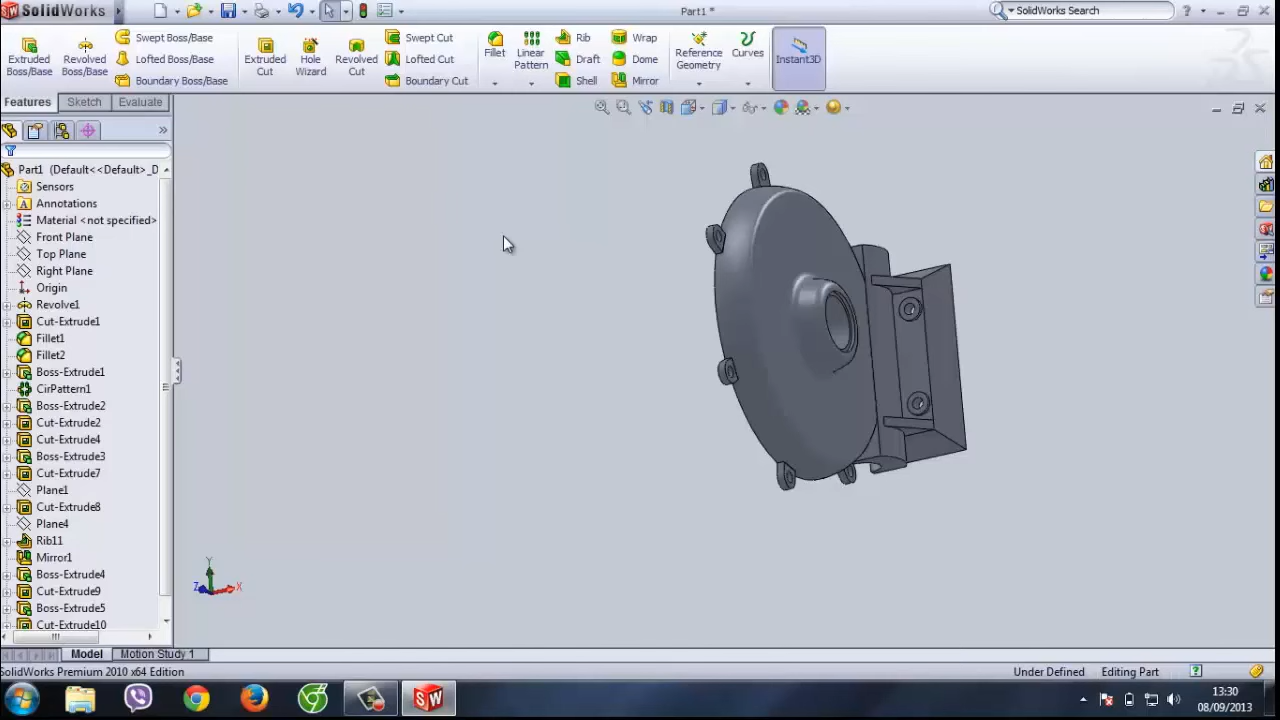 SolidWorks
Part1 *
SolidWorks Search
Extruded Boss/Base
Revolved Boss/Base
Swept Boss/Base
Lofted Boss/Base
Boundary Boss/Base
Extruded Cut
Hole Wizard
Revolved Cut
Swept Cut
Lofted Cut
Boundary Cut
Fillet
Linear Pattern
Rib
Draft
Shell
Wrap
Dome
Mirror
Reference Geometry
Curves
Instant3D
Features
Sketch
Evaluate
Part1 (Default<<Default>_D
Sensors
Annotations
Material <not specified>
Front Plane
Top Plane
Right Plane
Origin
Revolve1
Cut-Extrude1
Fillet1
Fillet2
Boss-Extrude1
CirPattern1
Boss-Extrude2
Cut-Extrude2
Cut-Extrude4
Boss-Extrude3
Cut-Extrude7
Plane1
Cut-Extrude8
Plane4
Rib11
Mirror1
Boss-Extrude4
Cut-Extrude9
Boss-Extrude5
Cut-Extrude10
Y
Z
X
Model
Motion Study 1
SolidWorks Premium 2010 x64 Edition
Under Defined
Editing Part
13:30
08/09/2013